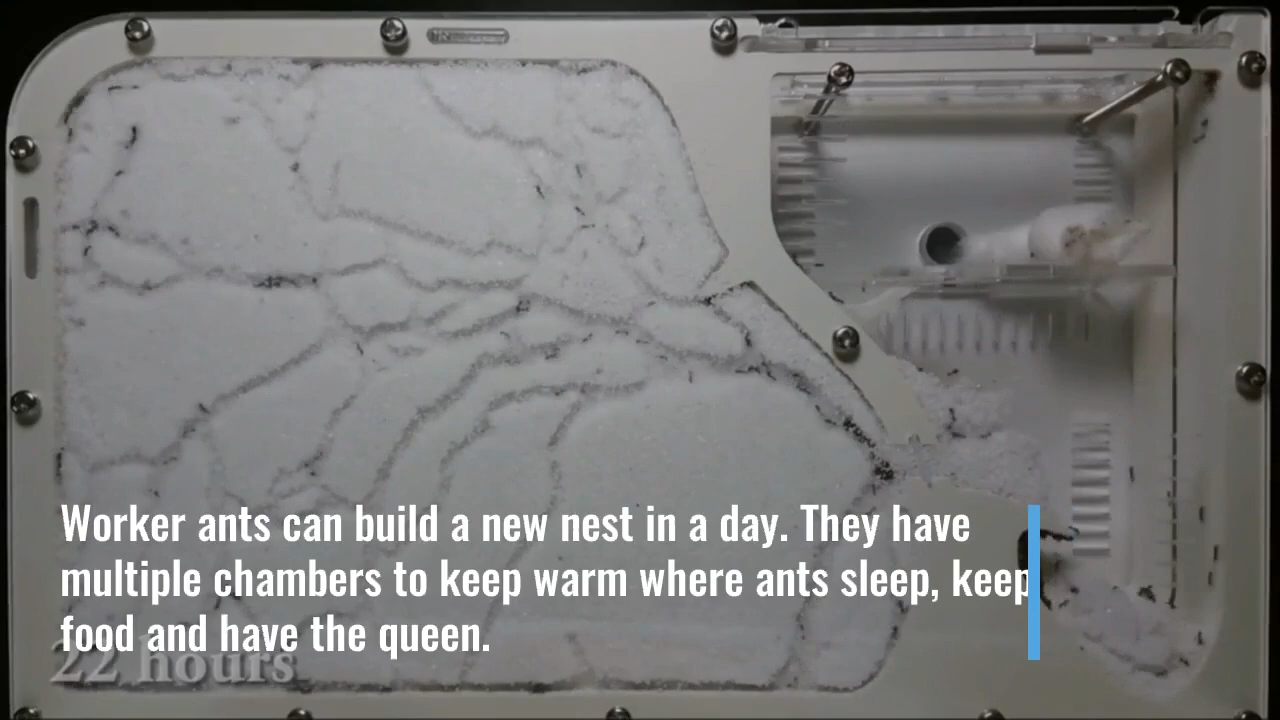 Worker ants can build a new nest in a day. They have
multiple chambers to keep warm where ants sleep, keep
food and have the queen.
22 hours